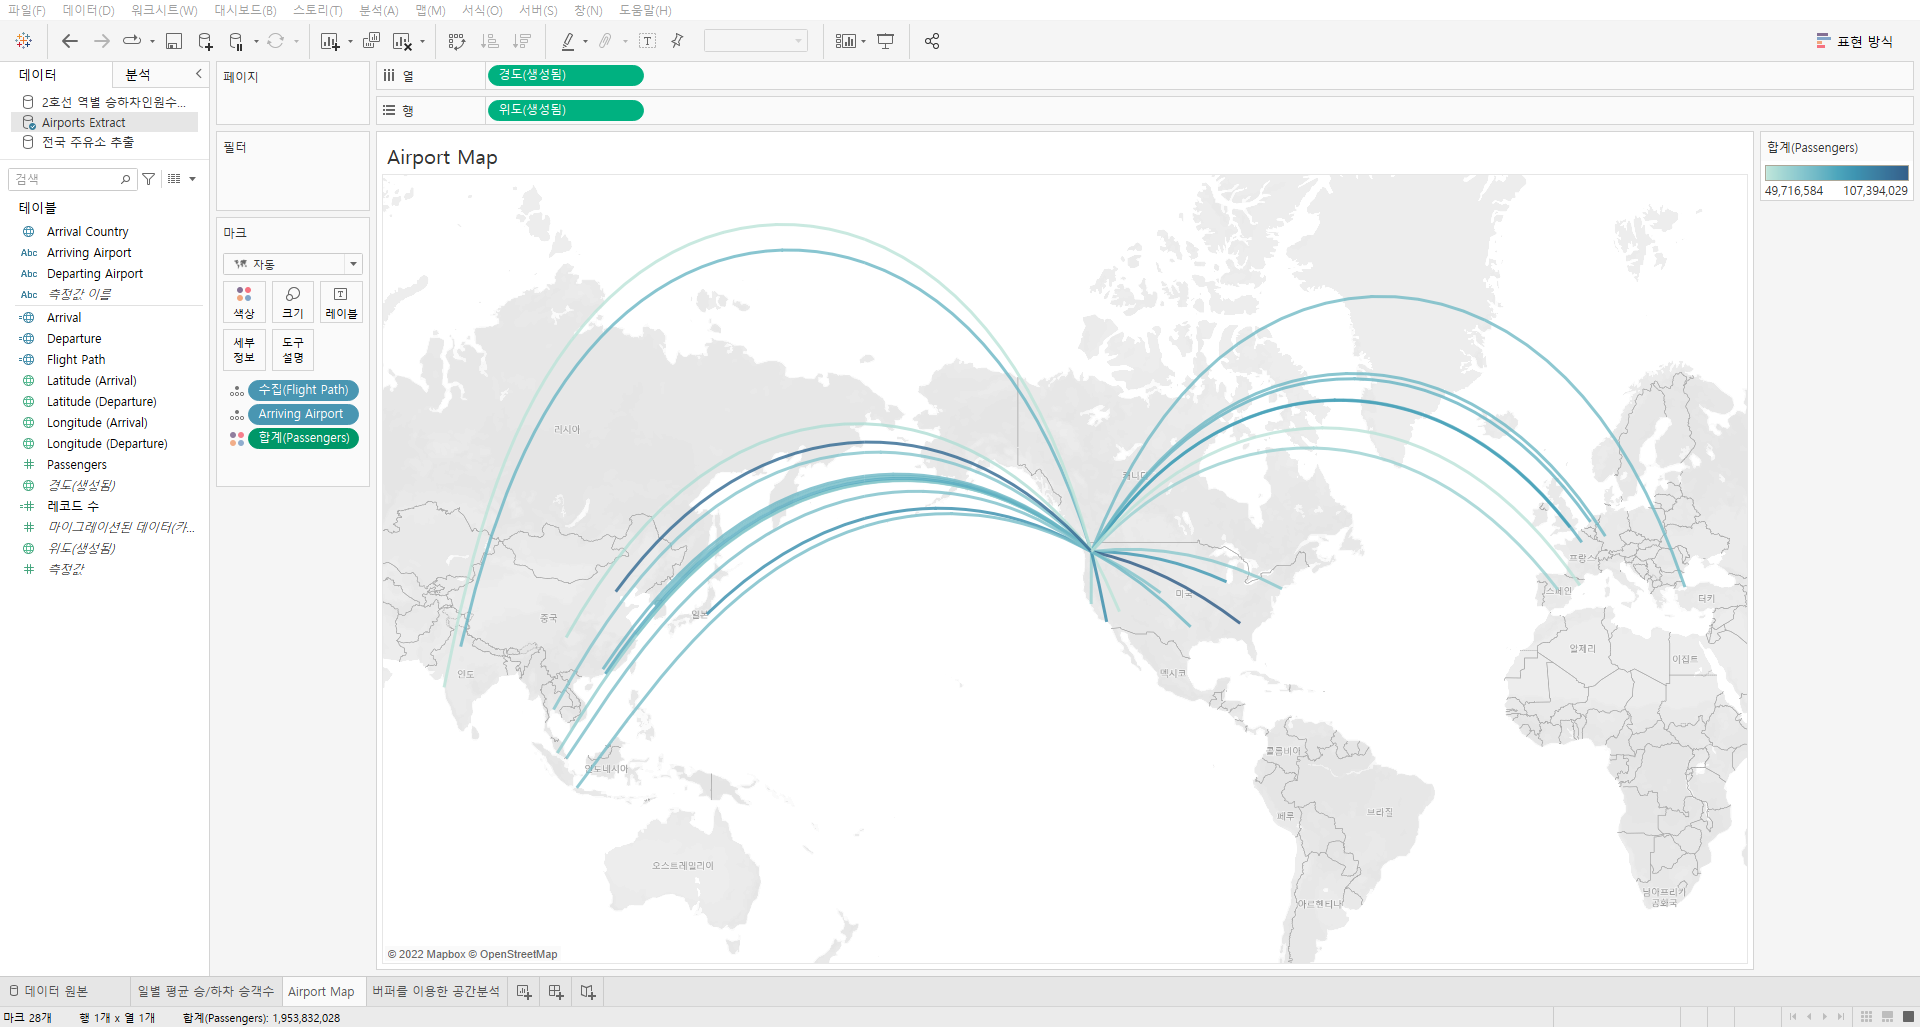 파일(F) 데이터(D) 워크시트(W) 대시보드(B) 스토리(T) 분석(A) 맵(M) 서식(O) 서버(S) 창(N) 도움말(H)
표현 방식
데이터 분석
2호선 역별 승하차인원수...
Airports Extract
전국 주유소 추출
검색
테이블
Arrival Country
Abc Arriving Airport
Abc Departing Airport
Abc 측정값 이름
Arrival
Departure
Flight Path
Latitude (Arrival)
Latitude (Departure)
Longitude (Arrival)
Longitude (Departure)
Passengers
경도(생성됨)
레코드 수
마이그레이션된 데이터(카...
위도(생성됨)
측정값
페이지
필터
마크
자동
색상 크기 레이블
세부 정보
도구 설명
수집(Flight Path)
Arriving Airport
합계(Passengers)
열 경도(생성됨)
행 위도(생성됨)
Airport Map
러시아
캐나다
프랑스
스페인
터키
중국
일본
미국
인도
멕시코
알제리
이집트
인도네시아
콜롬비아
페루
브라질
오스트레일리아
아르헨티나
남아프리카
공화국
© 2022 Mapbox © OpenStreetMap
합계(Passengers)
49,716,584 107,394,029
데이터 원본 일별 평균 승/하차 승객수 Airport Map 버퍼를 이용한 공간분석
마크 28개 행 1개 x 열 1개 합계(Passengers): 1,953,832,028